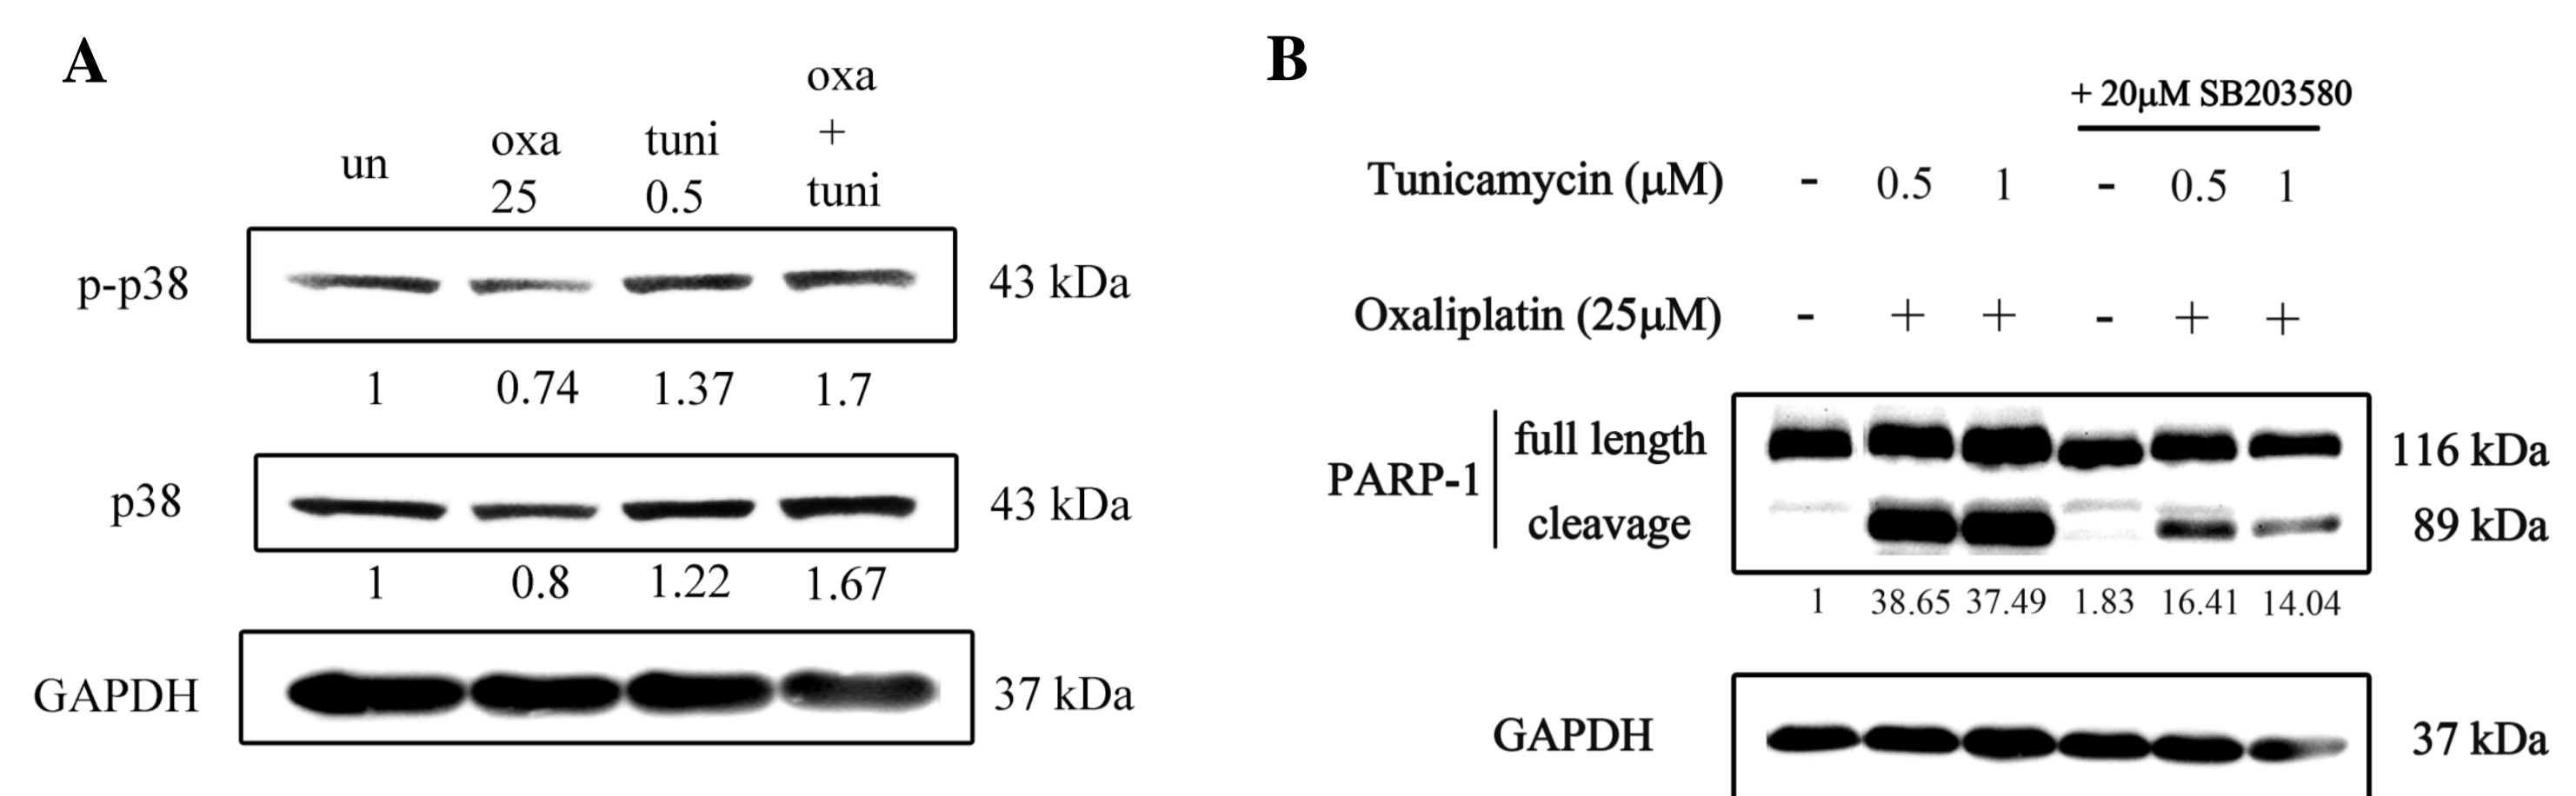 A
un
oxa
25
tuni
0.5
oxa
+
tuni
p-p38
43 kDa
1 0.74 1.37 1.7
p38
43 kDa
1 0.8 1.22 1.67
GAPDH
37 kDa
B
+ 20μM SB203580
Tunicamycin (μM) - 0.5 1 - 0.5 1
Oxaliplatin (25μM) - + + - + +
PARP-1
full length
116 kDa
cleavage
89 kDa
1 38.65 37.49 1.83 16.41 14.04
GAPDH
37 kDa